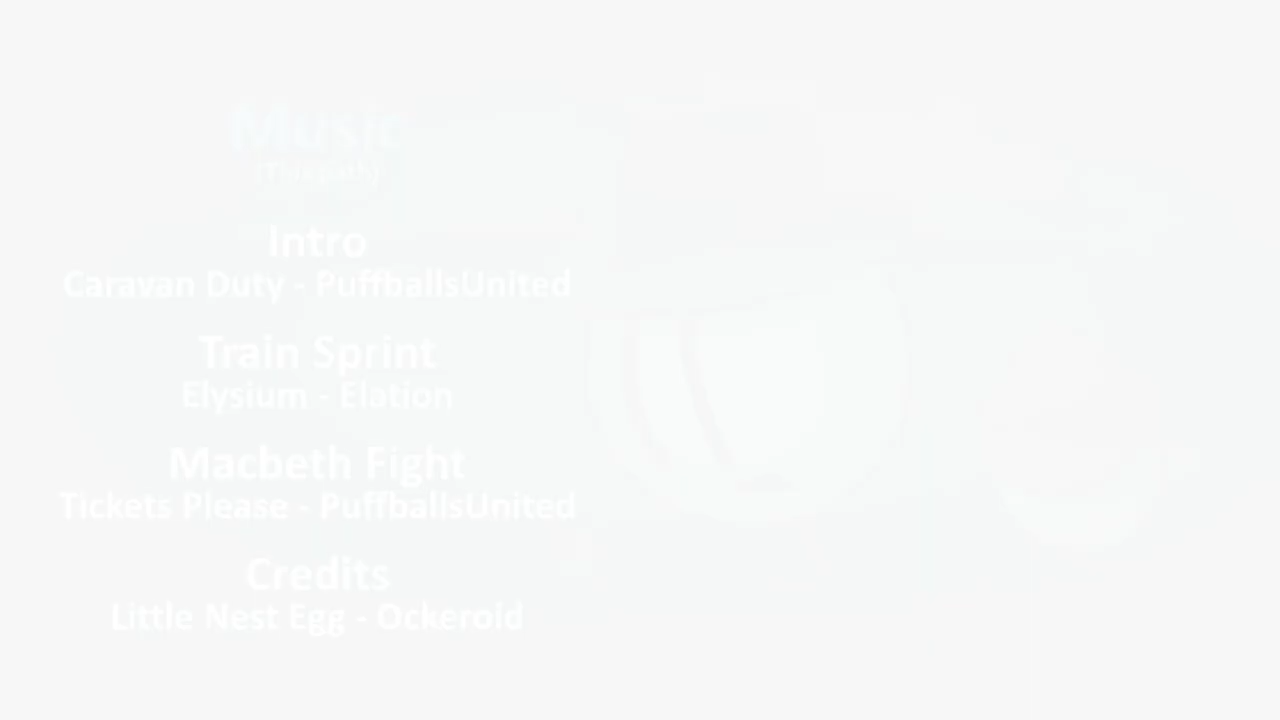 Music
Intro
Caravan Duty - PuffballsUnited
Train Sprint
Elysium - Elation
Macbeth Fight
Tickets Please - PuffballsUnited
Credits
Little Nest Egg - Ockeroid